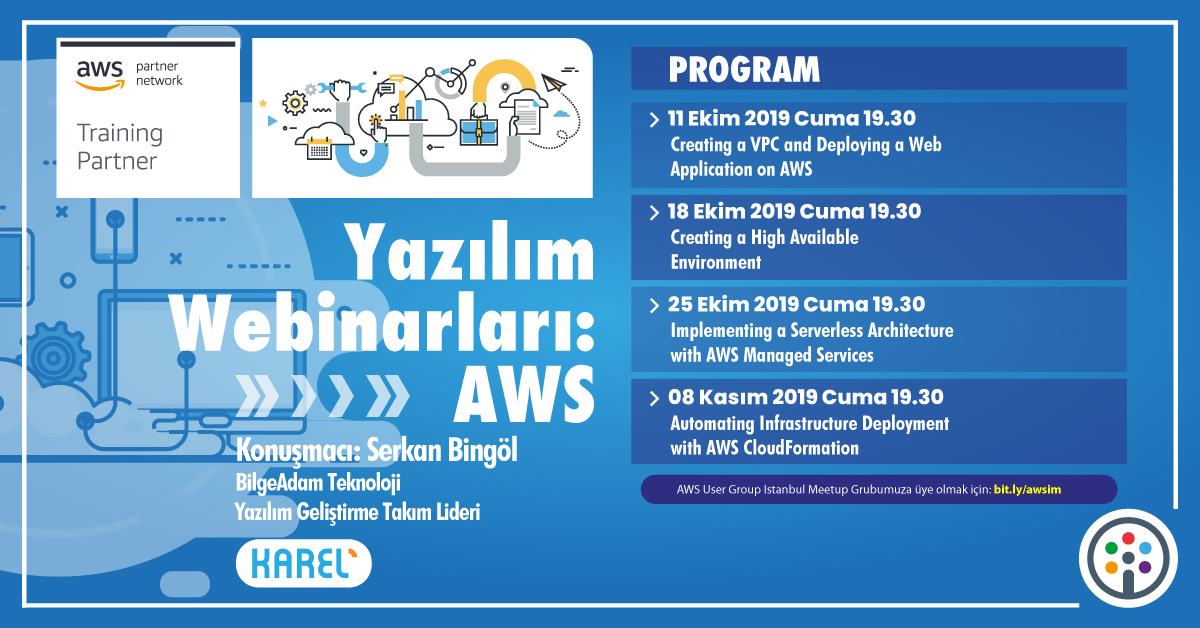 aws partner
network
Training
Partner
Yazılım
Webinarları:
AWS
Konuşmacı: Serkan Bingöl
BilgeAdam Teknoloji
Yazılım Geliştirme Takım Lideri
KAREL
PROGRAM
11 Ekim 2019 Cuma 19.30
Creating a VPC and Deploying a Web
Application on AWS
18 Ekim 2019 Cuma 19.30
Creating a High Available
Environment
25 Ekim 2019 Cuma 19.30
Implementing a Serverless Architecture
with AWS Managed Services
08 Kasım 2019 Cuma 19.30
Automating Infrastructure Deployment
with AWS CloudFormation
AWS User Group Istanbul Meetup Grubumuza üye olmak için: bit.ly/awsim